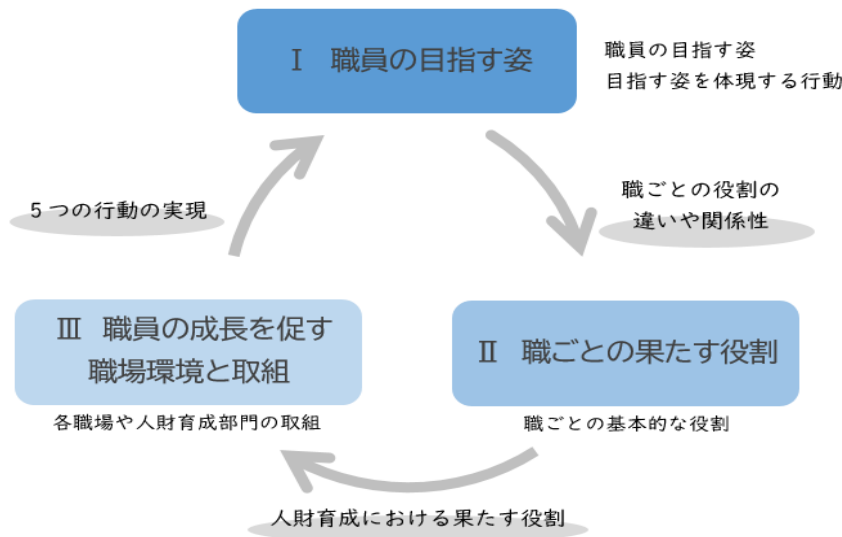 Ⅰ 職員の目指す姿
職員の目指す姿
目指す姿を体現する行動
職ごとの役割の
違いや関係性
5つの行動の実現
Ⅲ 職員の成長を促す
職場環境と取組
各職場や人財育成部門の取組
Ⅱ 職ごとの果たす役割
職ごとの基本的な役割
人財育成における果たす役割